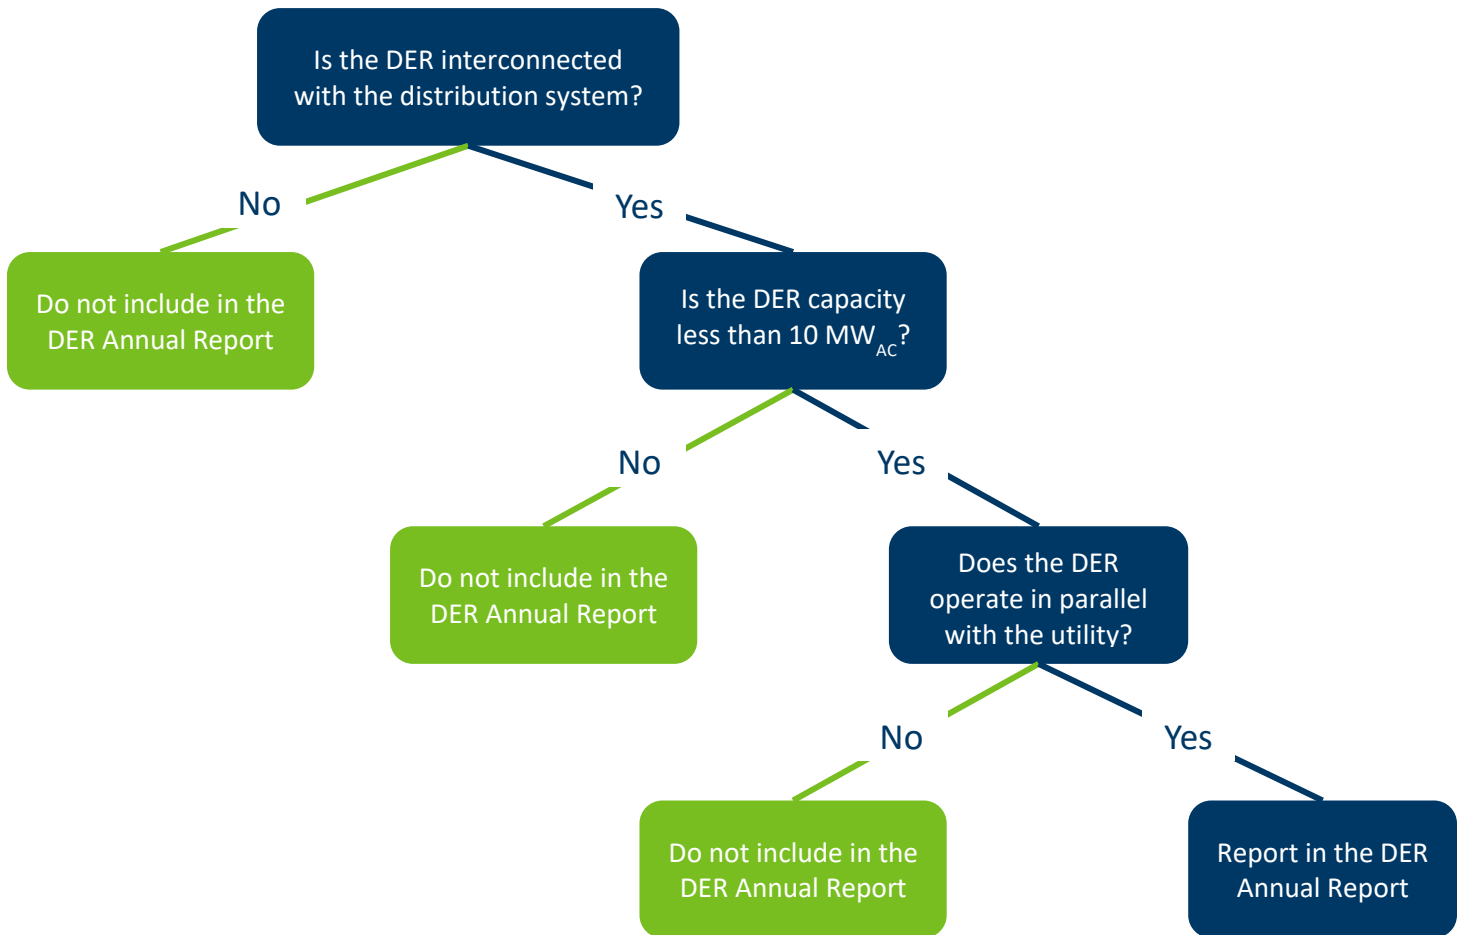 Is the DER interconnected
with the distribution system?
No
Yes
Do not include in the
DER Annual Report
Is the DER capacity
less than 10 MW_AC?
No
Yes
Do not include in the
DER Annual Report
Does the DER
operate in parallel
with the utility?
No
Yes
Do not include in the
DER Annual Report
Report in the DER
Annual Report